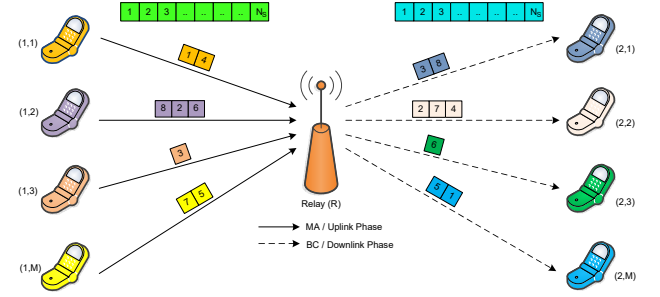 1 2 3 .. .. .. .. N_S
1 2 3 .. .. .. .. N_S
(1,1)
1 4
3 8
(2,1)
(1,2)
8 2 6
2 7 4
(2,2)
(1,3)
3
6
(2,3)
7 5
Relay (R)
5 1
MA / Uplink Phase
BC / Downlink Phase
(1,M)
(2,M)